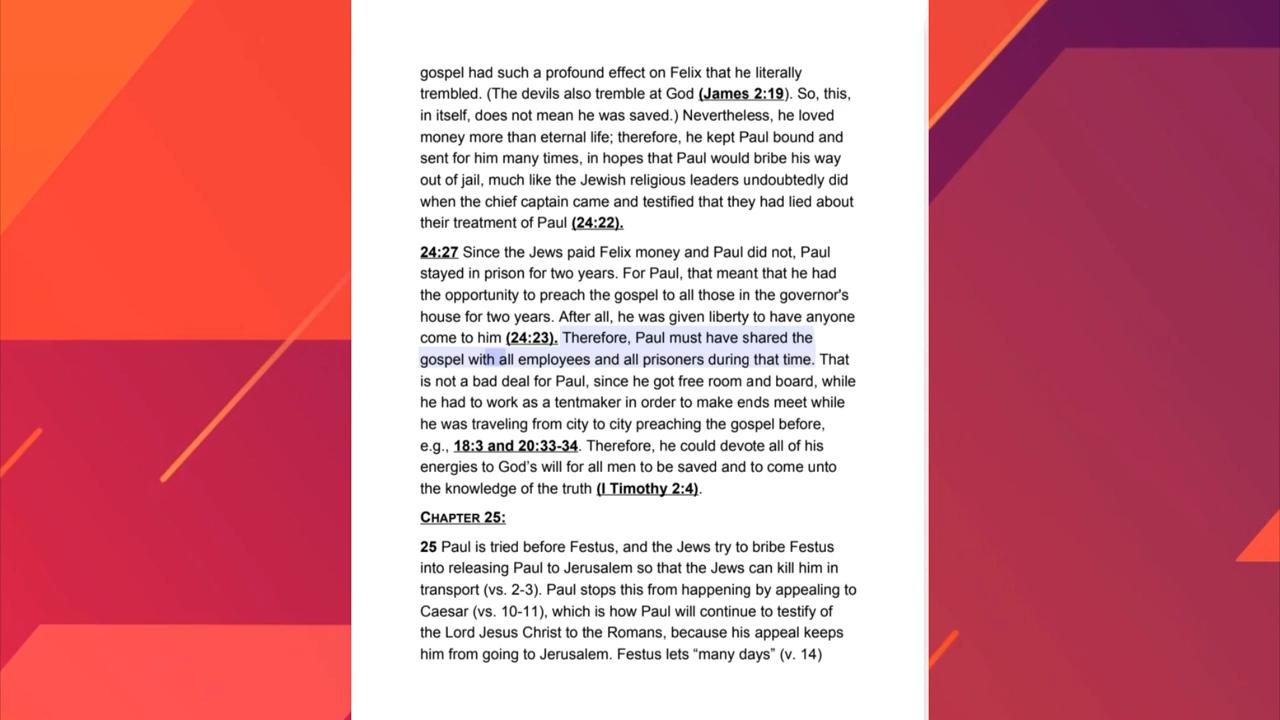 gospel had such a profound effect on Felix that he literally
trembled. (The devils also tremble at God (James 2:19). So, this,
in itself, does not mean he was saved.) Nevertheless, he loved
money more than eternal life; therefore, he kept Paul bound and
sent for him many times, in hopes that Paul would bribe his way
out of jail, much like the Jewish religious leaders undoubtedly did
when the chief captain came and testified that they had lied about
their treatment of Paul (24:22).
24:27 Since the Jews paid Felix money and Paul did not, Paul
stayed in prison for two years. For Paul, that meant that he had
the opportunity to preach the gospel to all those in the governor's
house for two years. After all, he was given liberty to have anyone
come to him (24:23). Therefore, Paul must have shared the
gospel with all employees and all prisoners during that time. That
is not a bad deal for Paul, since he got free room and board, while
he had to work as a tentmaker in order to make ends meet while
he was traveling from city to city preaching the gospel before,
e.g., 18:3 and 20:33-34. Therefore, he could devote all of his
energies to God’s will for all men to be saved and to come unto
the knowledge of the truth (I Timothy 2:4).
CHAPTER 25:
25 Paul is tried before Festus, and the Jews try to bribe Festus
into releasing Paul to Jerusalem so that the Jews can kill him in
transport (vs. 2-3). Paul stops this from happening by appealing to
Caesar (vs. 10-11), which is how Paul will continue to testify of
the Lord Jesus Christ to the Romans, because his appeal keeps
him from going to Jerusalem. Festus lets “many days” (v. 14)